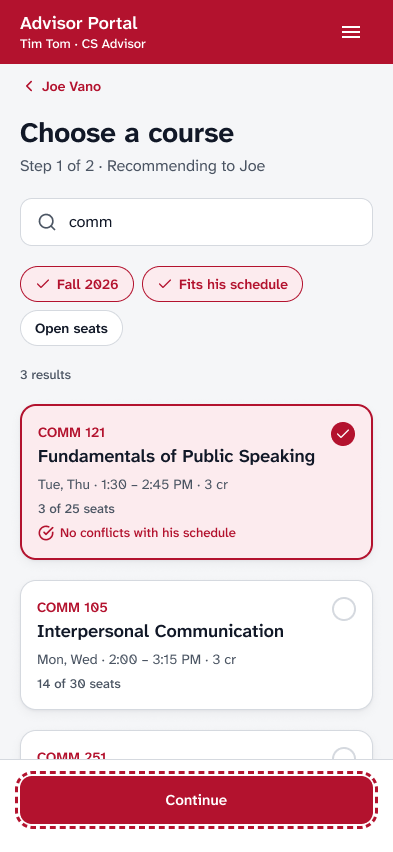 Advisor Portal
Tim Tom · CS Advisor
Joe Vano
Choose a course
Step 1 of 2 · Recommending to Joe
comm
Fall 2026
Fits his schedule
Open seats
3 results
COMM 121
Fundamentals of Public Speaking
Tue, Thu · 1:30 – 2:45 PM · 3 cr
3 of 25 seats
No conflicts with his schedule
COMM 105
Interpersonal Communication
Mon, Wed · 2:00 – 3:15 PM · 3 cr
14 of 30 seats
COMM 251
Continue